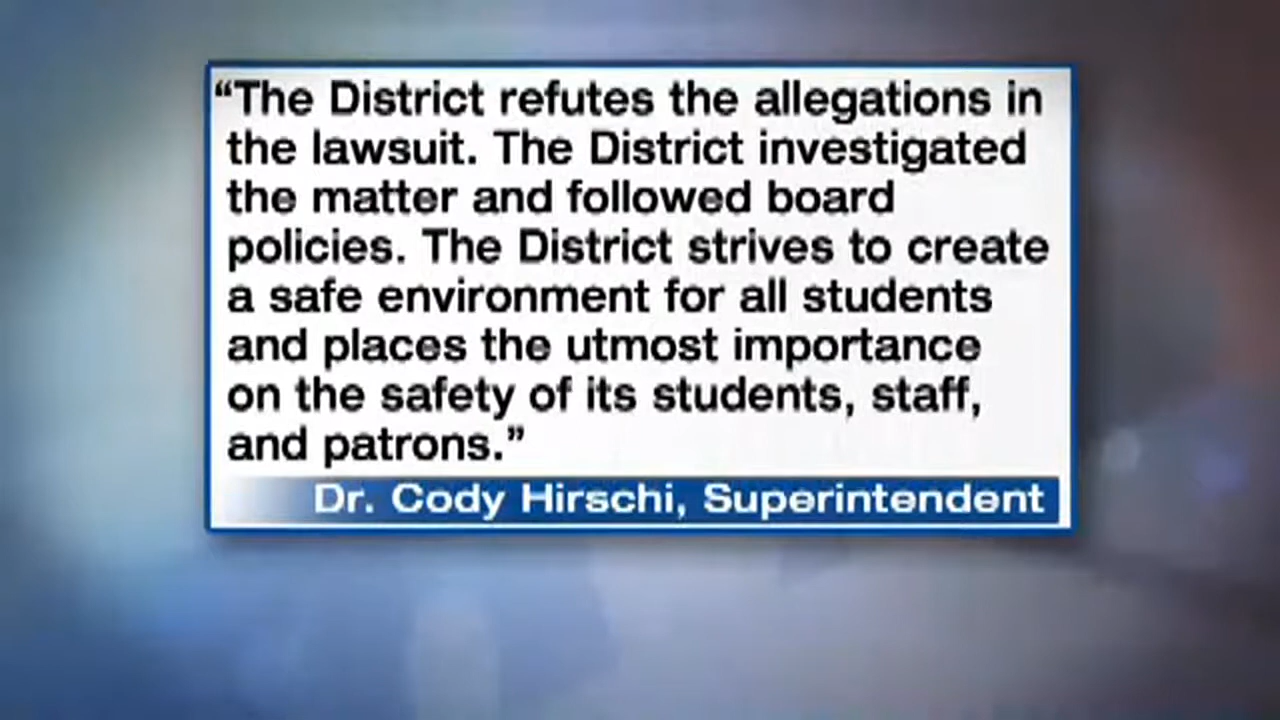 “The District refutes the allegations in
the lawsuit. The District investigated
the matter and followed board
policies. The District strives to create
a safe environment for all students
and places the utmost importance
on the safety of its students, staff,
and patrons.”
Dr. Cody Hirschi, Superintendent